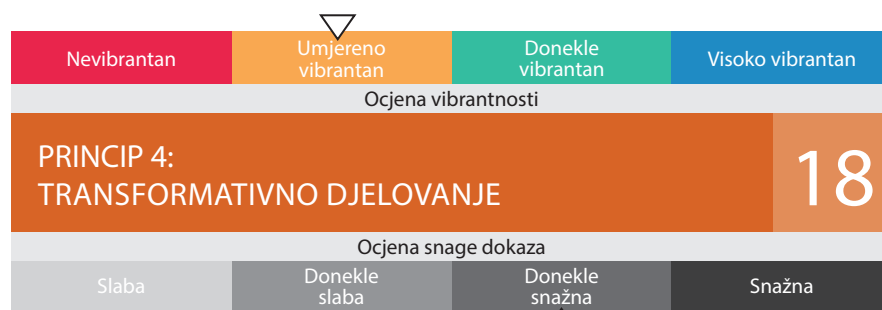 Nevibrantan
Umjereno
vibrantan
Donekle
vibrantan
Visoko vibrantan
Ocjena vibrantnosti
PRINCIP 4:
TRANSFORMATIVNO DJELOVANJE
18
Ocjena snage dokaza
Slaba
Donekle
slaba
Donekle
snažna
Snažna